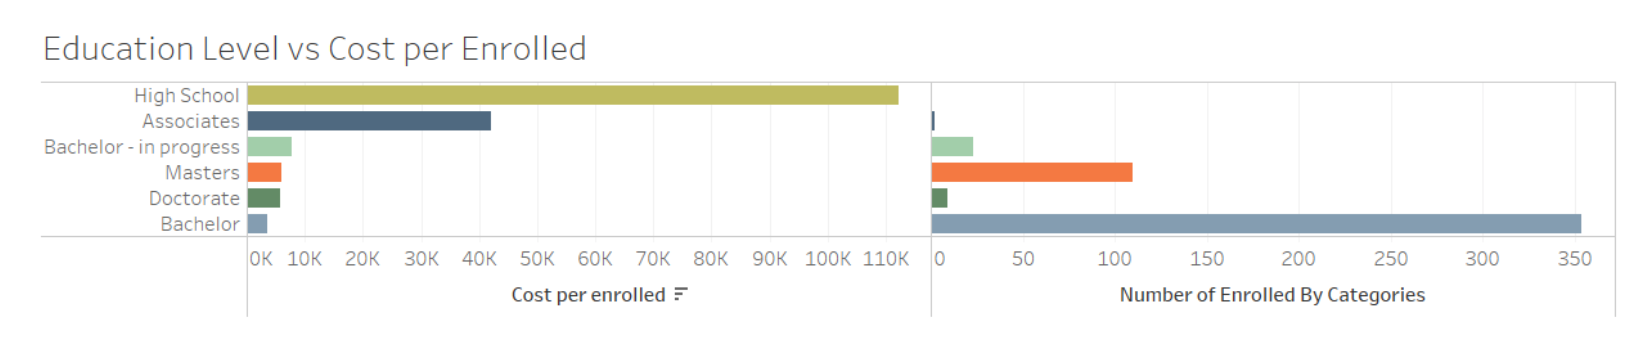 Education Level vs Cost per Enrolled
High School
Associates
Bachelor - in progress
Masters
Doctorate
Bachelor
0K 10K 20K 30K 40K 50K 60K 70K 80K 90K 100K 110K 0 50 100 150 200 250 300 350
Cost per enrolled Number of Enrolled By Categories